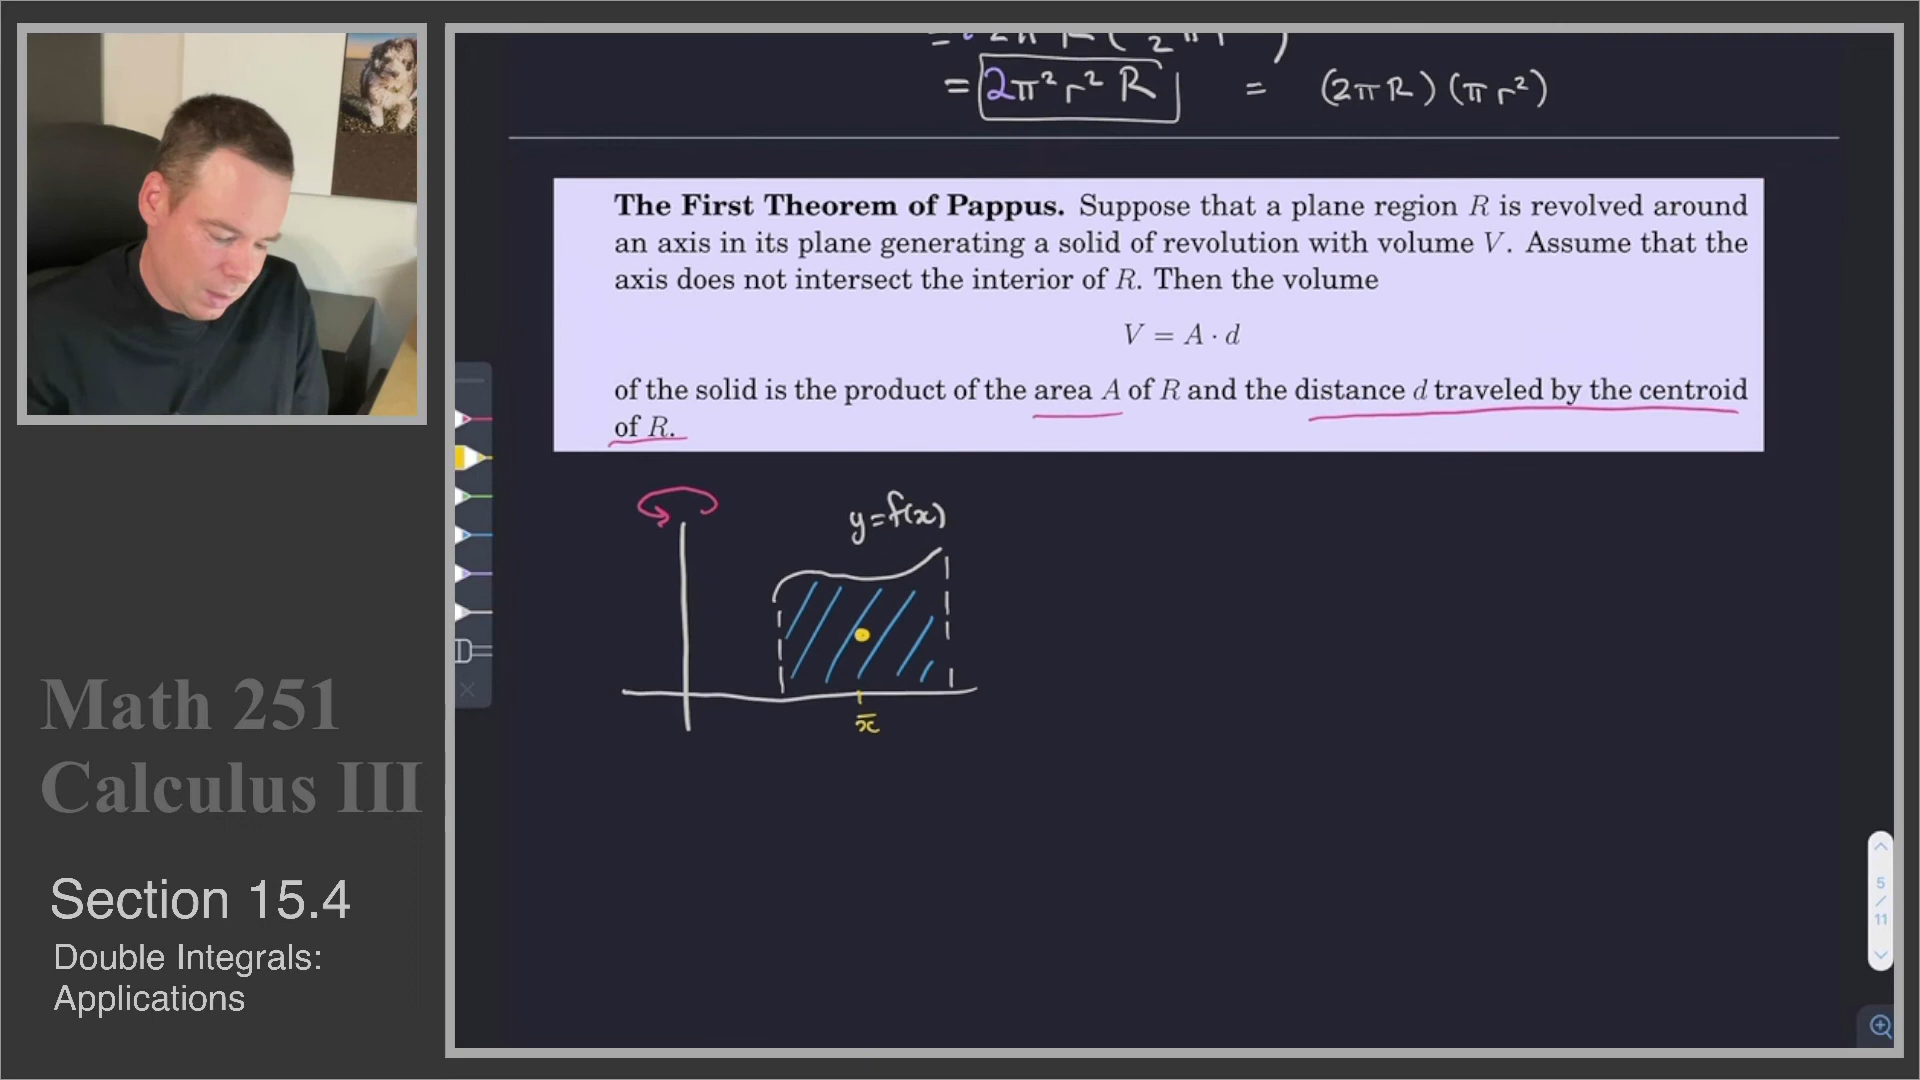 = 2π²r²R = (2πR)(πr²)
The First Theorem of Pappus. Suppose that a plane region R is revolved around
an axis in its plane generating a solid of revolution with volume V. Assume that the
axis does not intersect the interior of R. Then the volume
V = A · d
of the solid is the product of the area A of R and the distance d traveled by the centroid
of R.
y=f(x)
x̄
Math 251
Calculus III
Section 15.4
Double Integrals:
Applications
5
/
11